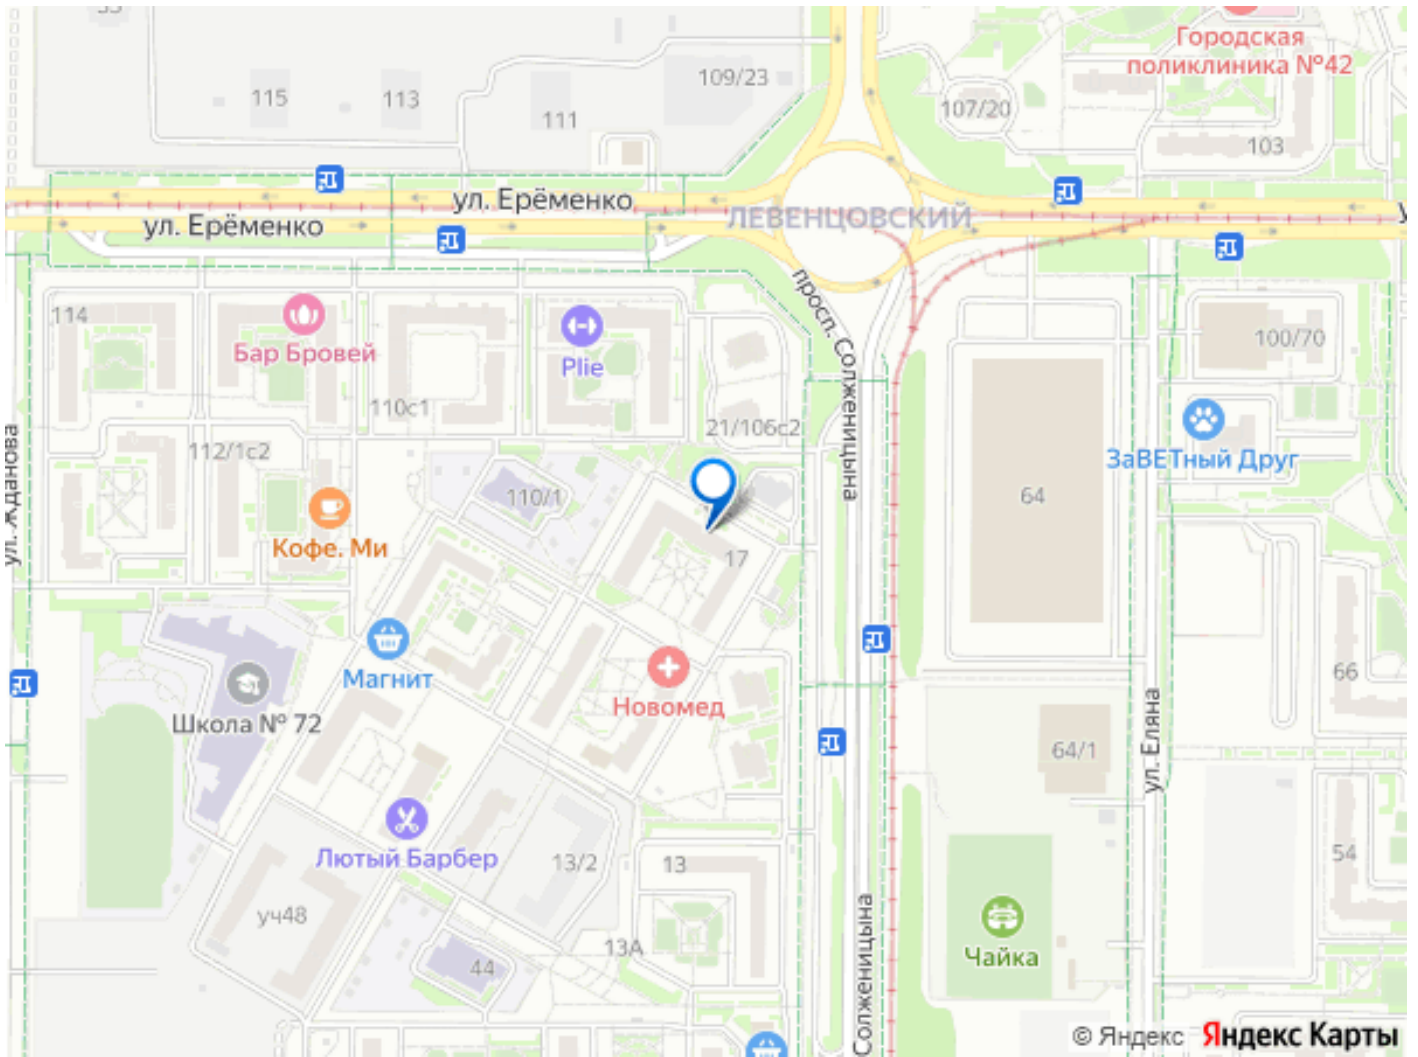 Городская
поликлиника №42
109/23
115
113
107/20
111
103
ул. Ерёменко
ЛЕВЕНЦОВСКИЙ
ул. Ерёменко
114
просп. Солженицына
100/70
Бар Бровей
Plie
110с1
21/106с2
112/1с2
ул. Жданова
ЗаВЕТный Друг
110/1
64
Кофе. Ми
17
Магнит
66
Новомед
Школа № 72
64/1
ул. Еляна
Лютый Барбер
13/2
13
54
уч48
13А
Чайка
44
Солженицына
© Яндекс Яндекс Карты